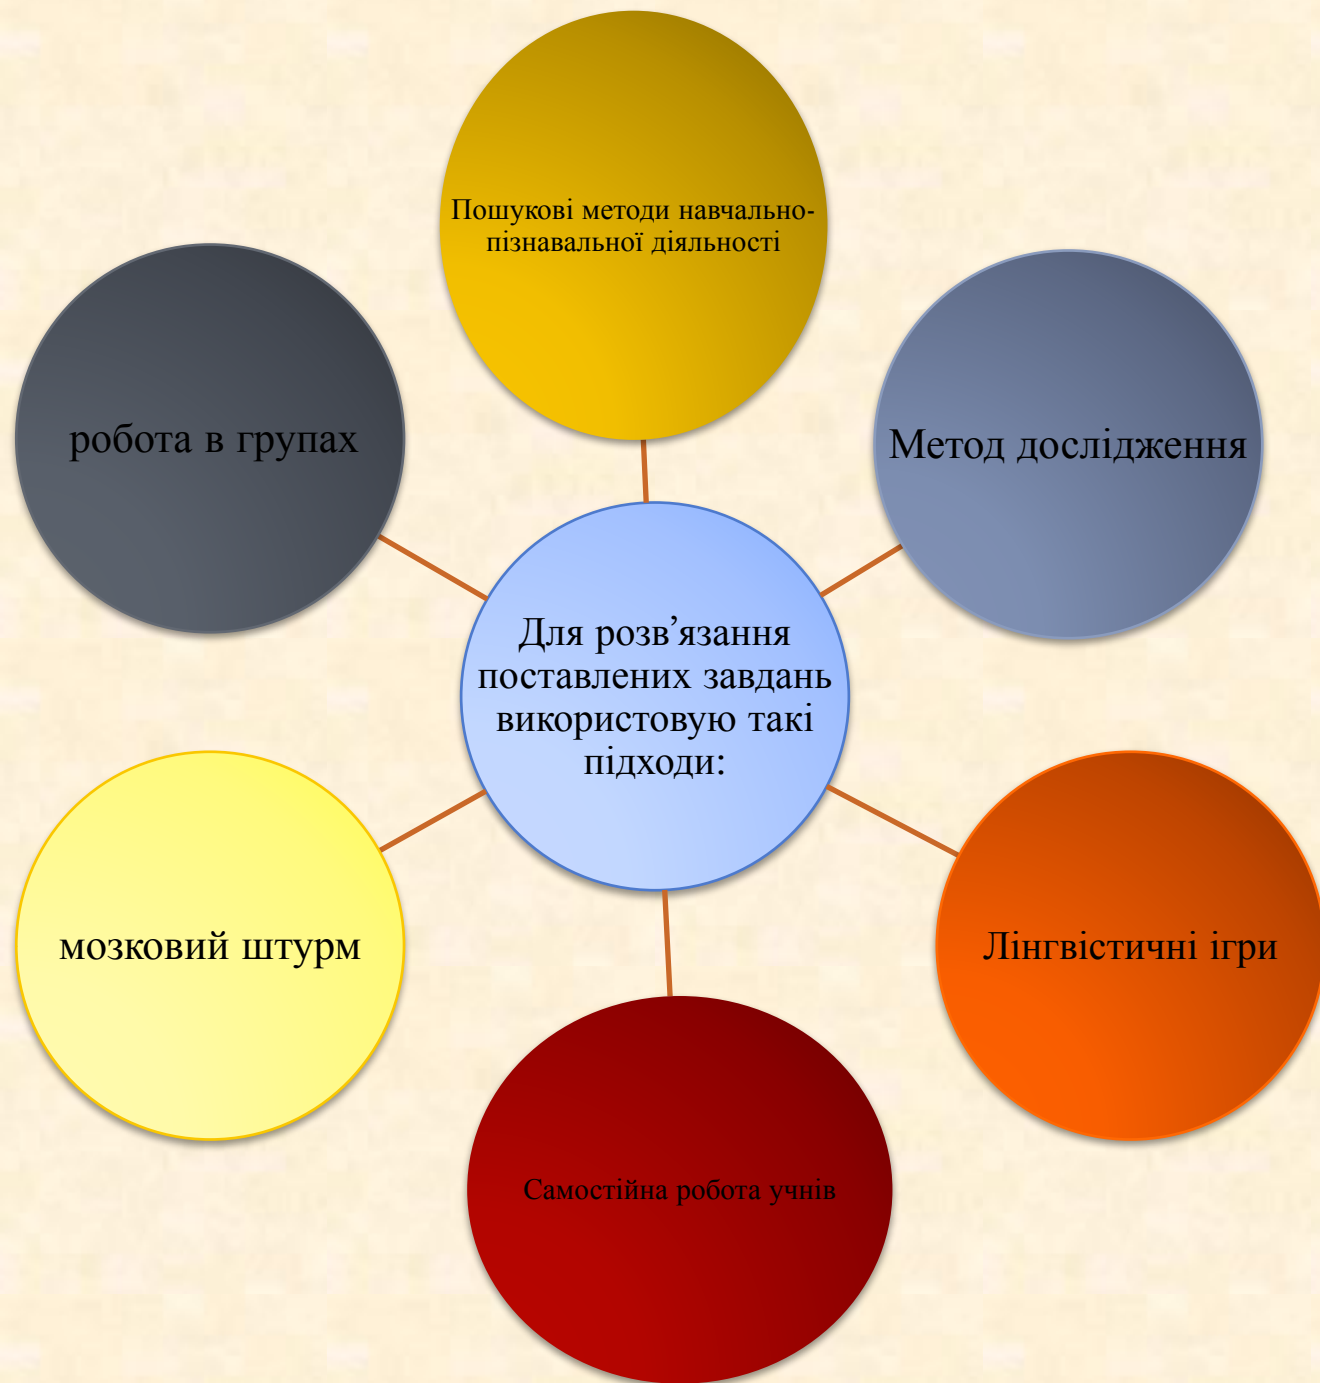 Пошукові методи навчально-
пізнавальної діяльності
робота в групах
Метод дослідження
Для розв’язання
поставлених завдань
використовую такі
підходи:
мозковий штурм
Лінгвістичні ігри
Самостійна робота учнів